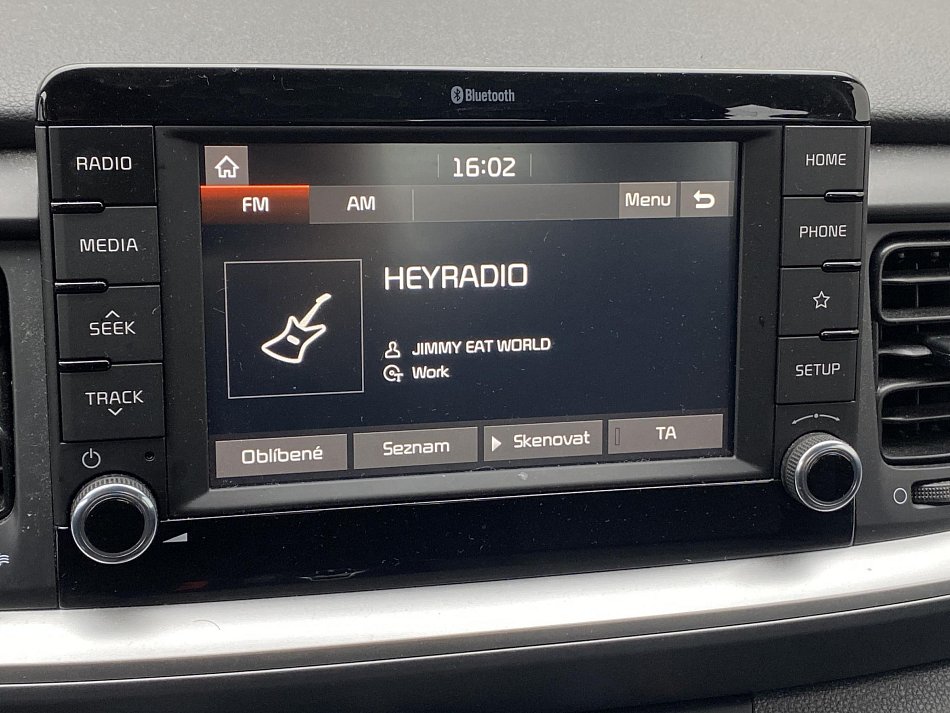 Bluetooth
RADIO
MEDIA
SEEK
TRACK
16:02
FM AM Menu
HEYRADIO
JIMMY EAT WORLD
Work
Oblíbené Seznam Skenovat TA
HOME
PHONE
SETUP